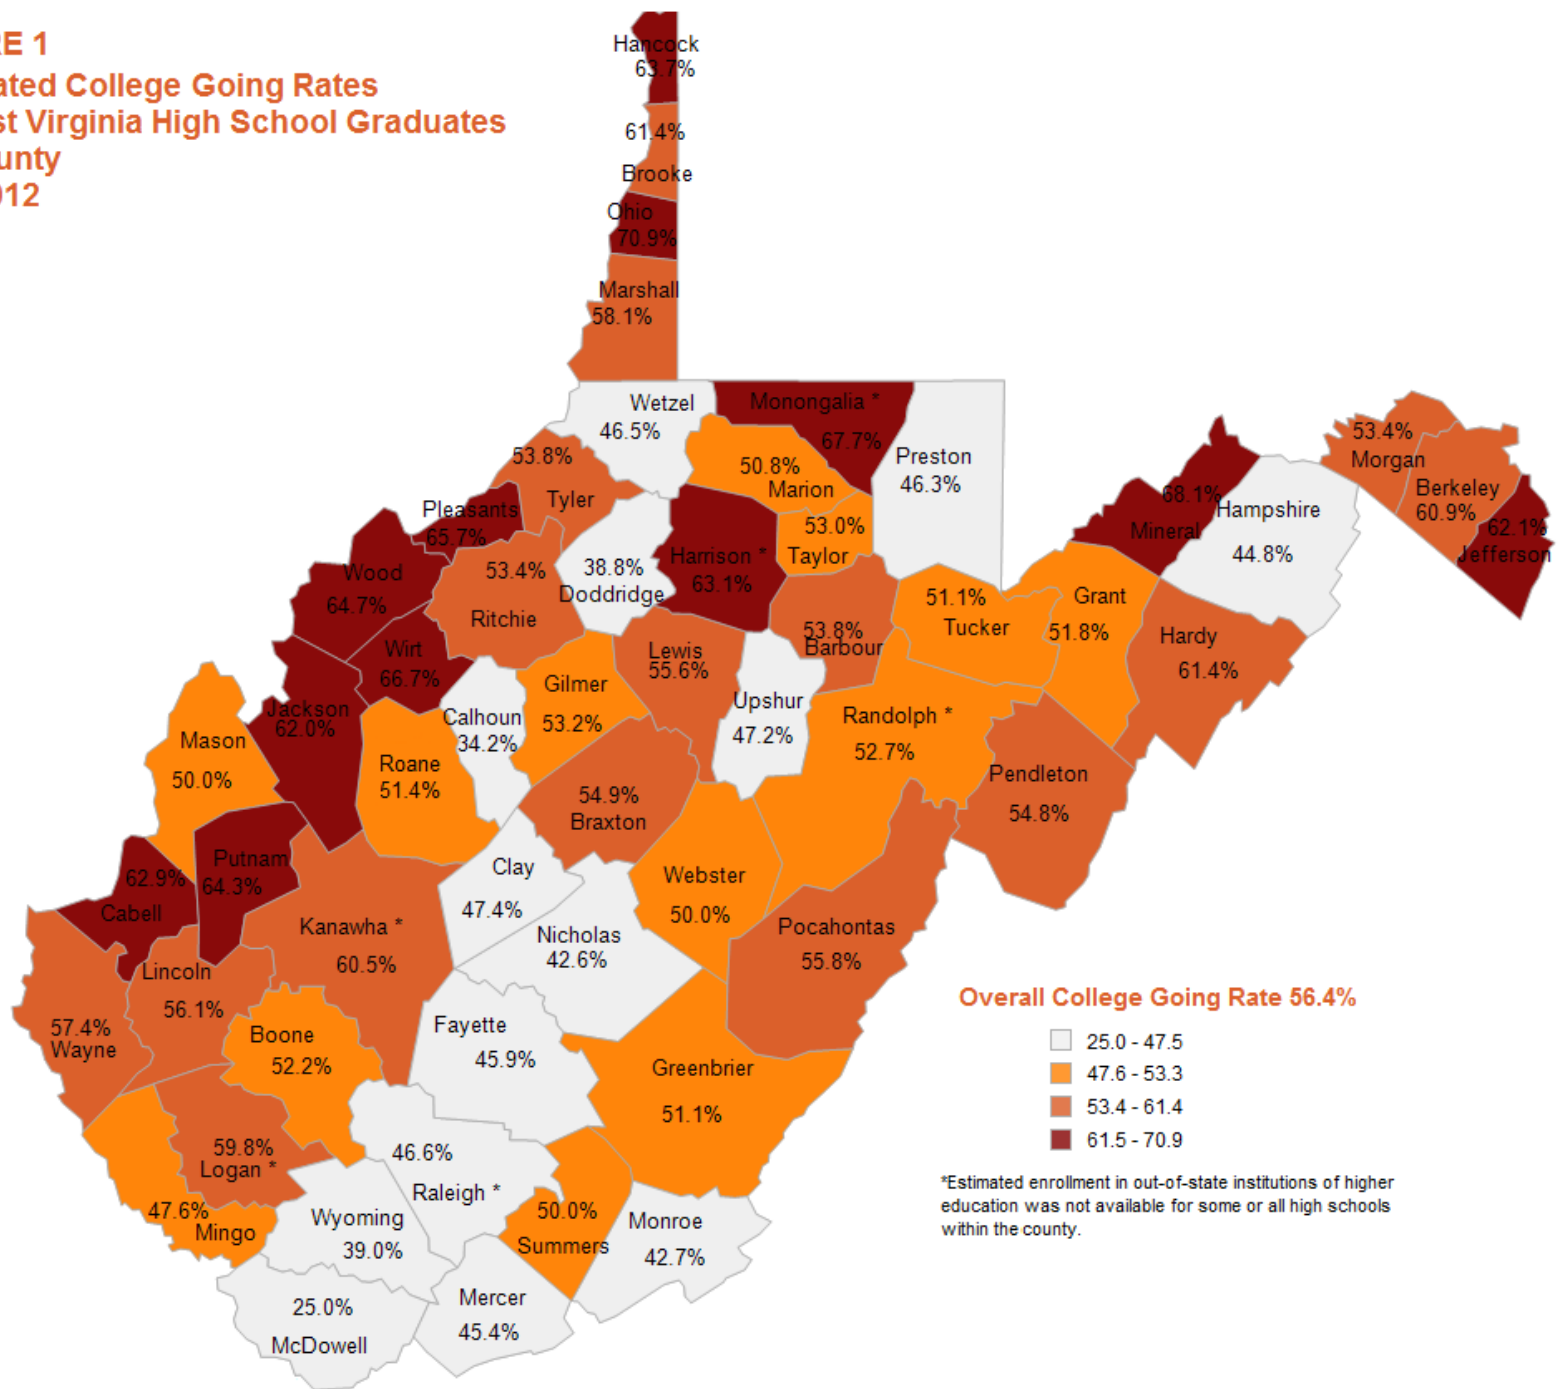 RE 1
ated College Going Rates
st Virginia High School Graduates
unty
012
Hancock
63.7%
61.4%
Brooke
Ohio
70.9%
Marshall
58.1%
Wetzel
46.5%
Monongalia *
67.7%
Preston
46.3%
50.8%
Marion
53.8%
Tyler
Pleasants
65.7%
53.0%
Taylor
Harrison *
63.1%
38.8%
Doddridge
53.4%
Ritchie
Wood
64.7%
Wirt
66.7%
68.1%
Mineral
Hampshire
44.8%
53.4%
Morgan
Berkeley
60.9%
62.1%
Jefferson
51.1%
Tucker
Grant
51.8%
Hardy
61.4%
53.8%
Barbour
Lewis
55.6%
Gilmer
53.2%
Upshur
47.2%
Randolph *
52.7%
Calhoun
34.2%
Jackson
62.0%
Mason
50.0%
Roane
51.4%
54.9%
Braxton
Pendleton
54.8%
Putnam
64.3%
62.9%
Cabell
Clay
47.4%
Webster
50.0%
Kanawha *
60.5%
Nicholas
42.6%
Pocahontas
55.8%
Lincoln
56.1%
57.4%
Wayne
Boone
52.2%
Fayette
45.9%
Greenbrier
51.1%
59.8%
Logan *
46.6%
Raleigh *
47.6%
Mingo
Wyoming
39.0%
50.0%
Summers
Monroe
42.7%
25.0%
McDowell
Mercer
45.4%
Overall College Going Rate 56.4%
25.0 - 47.5
47.6 - 53.3
53.4 - 61.4
61.5 - 70.9
*Estimated enrollment in out-of-state institutions of higher
education was not available for some or all high schools
within the county.